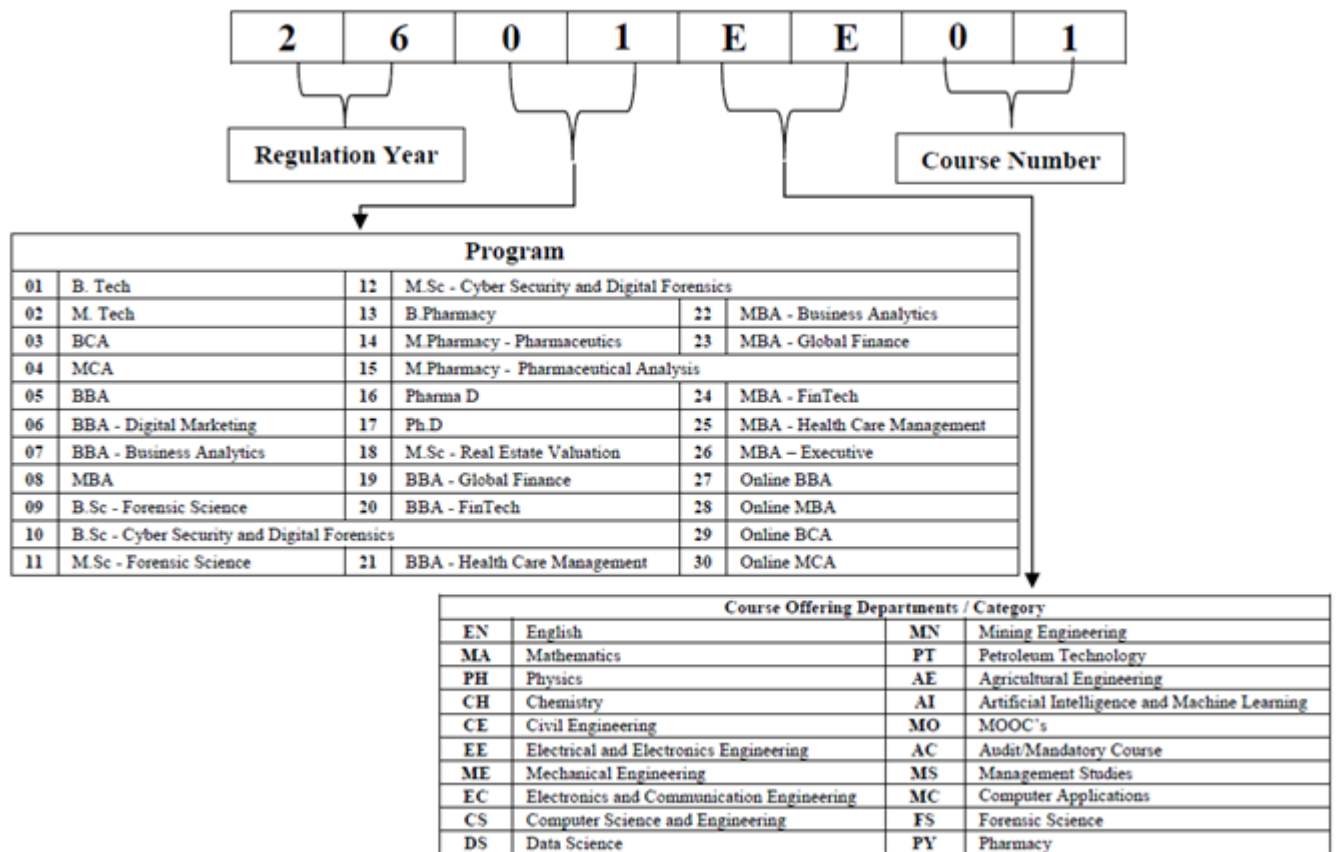 2 6 0 1 E E 0 1
Regulation Year
Course Number
Program
01 B. Tech 12 M.Sc - Cyber Security and Digital Forensics
02 M. Tech 13 B.Pharmacy 22 MBA - Business Analytics
03 BCA 14 M.Pharmacy - Pharmaceutics 23 MBA - Global Finance
04 MCA 15 M.Pharmacy - Pharmaceutical Analysis
05 BBA 16 Pharma D 24 MBA - FinTech
06 BBA - Digital Marketing 17 Ph.D 25 MBA - Health Care Management
07 BBA - Business Analytics 18 M.Sc - Real Estate Valuation 26 MBA – Executive
08 MBA 19 BBA - Global Finance 27 Online BBA
09 B.Sc - Forensic Science 20 BBA - FinTech 28 Online MBA
10 B.Sc - Cyber Security and Digital Forensics 29 Online BCA
11 M.Sc - Forensic Science 21 BBA - Health Care Management 30 Online MCA
Course Offering Departments / Category
EN English MN Mining Engineering
MA Mathematics PT Petroleum Technology
PH Physics AE Agricultural Engineering
CH Chemistry AI Artificial Intelligence and Machine Learning
CE Civil Engineering MO MOOC's
EE Electrical and Electronics Engineering AC Audit/Mandatory Course
ME Mechanical Engineering MS Management Studies
EC Electronics and Communication Engineering MC Computer Applications
CS Computer Science and Engineering FS Forensic Science
DS Data Science PY Pharmacy